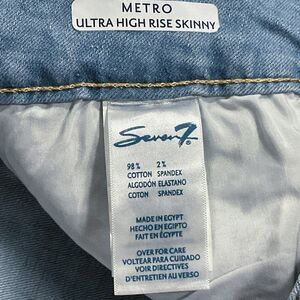 METRO
ULTRA HIGH RISE SKINNY
Seven7®
98% 2%
COTTON SPANDEX
ALGODÓN ELASTANO
COTON SPANDEX
MADE IN EGYPT
HECHO EN EGIPTO
FAIT EN ÉGYPTE
OVER FOR CARE
VOLTEAR PARA CUIDADO
VOIR DIRECTIVES
D'ENTRETIEN AU VERSO